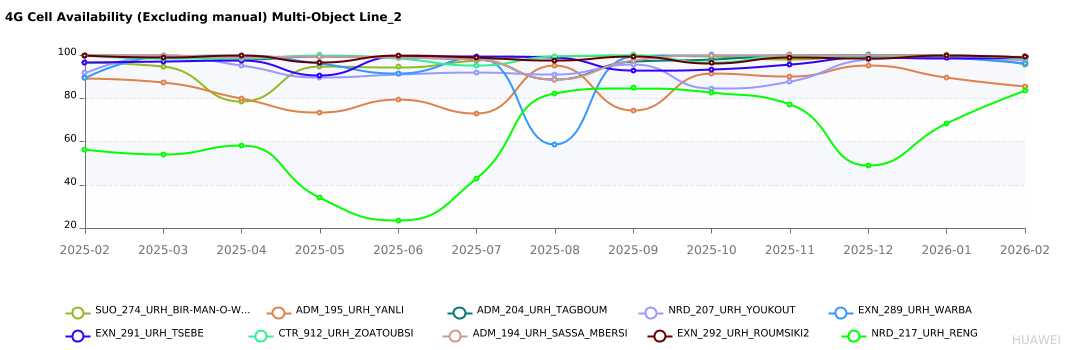 4G Cell Availability (Excluding manual) Multi-Object Line_2
100
80
60
40
20
2025-02 2025-03 2025-04 2025-05 2025-06 2025-07 2025-08 2025-09 2025-10 2025-11 2025-12 2026-01 2026-02
SUO_274_URH_BIR-MAN-O-W... ADM_195_URH_YANLI ADM_204_URH_TAGBOUM NRD_207_URH_YOUKOUT EXN_289_URH_WARBA
EXN_291_URH_TSEBE CTR_912_URH_ZOATOUBSI ADM_194_URH_SASSA_MBERSI EXN_292_URH_ROUMSIKI2 NRD_217_URH_RENG
HUAWEI